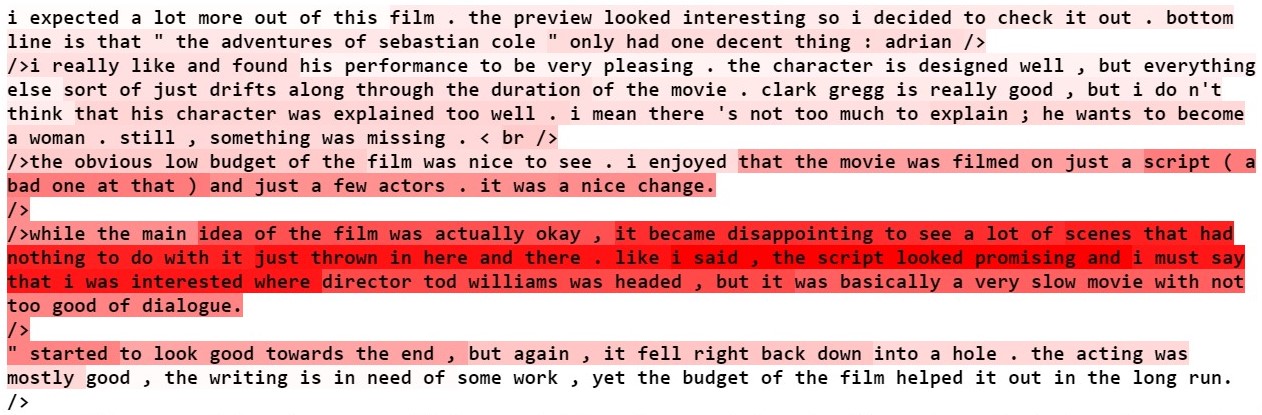 i expected a lot more out of this film . the preview looked interesting so i decided to check it out . bottom
line is that " the adventures of sebastian cole " only had one decent thing : adrian />
/>i really like and found his performance to be very pleasing . the character is designed well , but everything
else sort of just drifts along through the duration of the movie . clark gregg is really good , but i do n't
think that his character was explained too well . i mean there 's not too much to explain ; he wants to become
a woman . still , something was missing . < br />
/>the obvious low budget of the film was nice to see . i enjoyed that the movie was filmed on just a script ( a
bad one at that ) and just a few actors . it was a nice change.
/>
/>while the main idea of the film was actually okay , it became disappointing to see a lot of scenes that had
nothing to do with it just thrown in here and there . like i said , the script looked promising and i must say
that i was interested where director tod williams was headed , but it was basically a very slow movie with not
too good of dialogue.
/>
" started to look good towards the end , but again , it fell right back down into a hole . the acting was
mostly good , the writing is in need of some work , yet the budget of the film helped it out in the long run.
/>